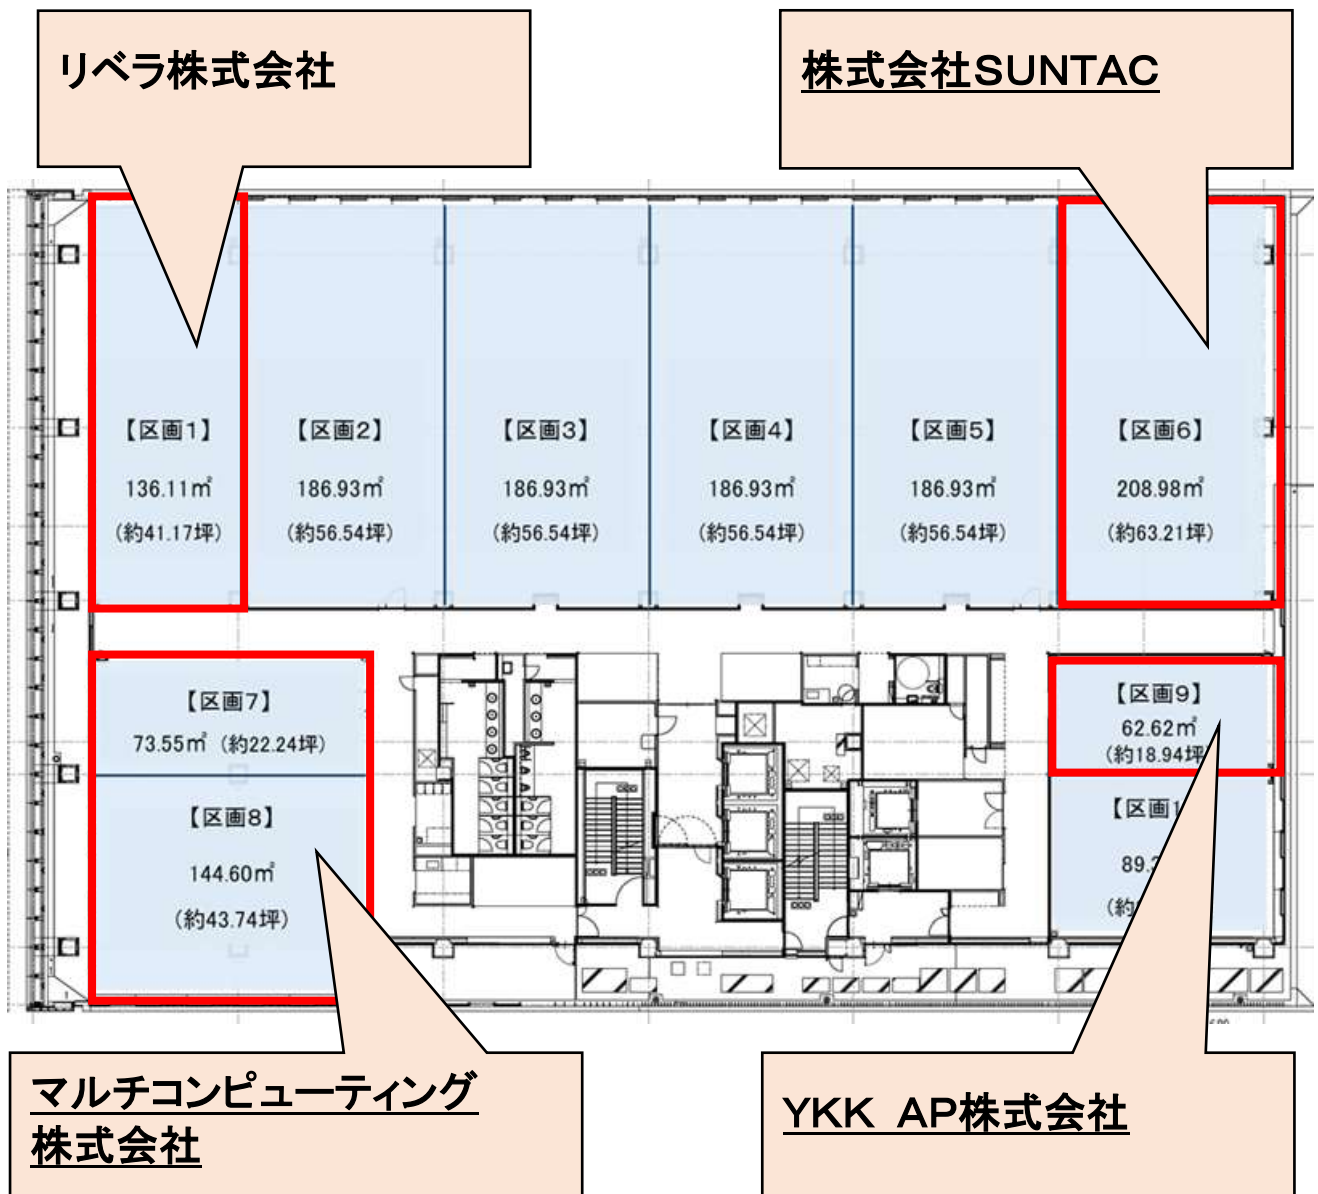 リベラ株式会社
株式会社SUNTAC
【区画1】
136.11㎡
(約41.17坪)
【区画2】
186.93㎡
(約56.54坪)
【区画3】
186.93㎡
(約56.54坪)
【区画4】
186.93㎡
(約56.54坪)
【区画5】
186.93㎡
(約56.54坪)
【区画6】
208.98㎡
(約63.21坪)
【区画7】
73.55㎡ (約22.24坪)
【区画8】
144.60㎡
(約43.74坪)
【区画9】
62.62㎡
(約18.94坪)
【区画1
89.
(約
マルチコンピューティング
株式会社
YKK AP株式会社